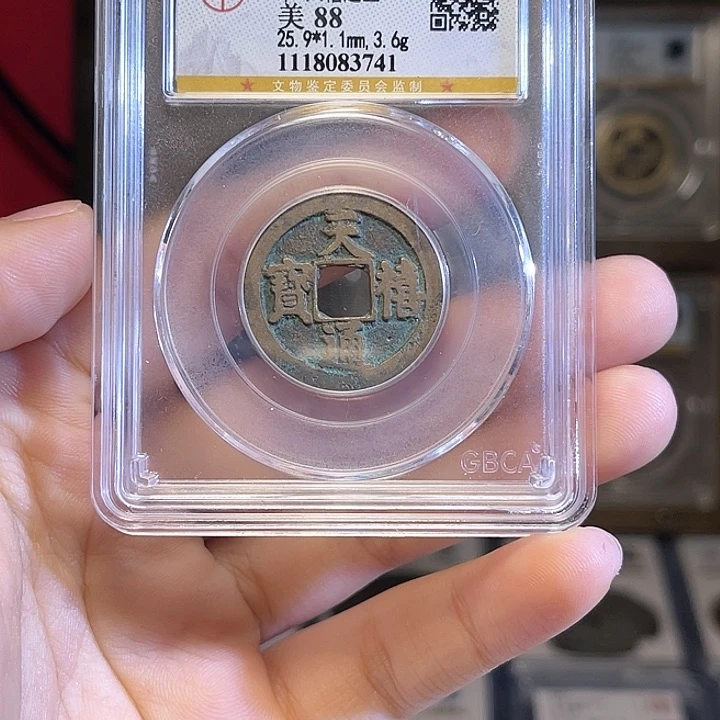 美 88
25.9*1.1mm,3.6g
1118083741
★ 文物鉴定委员会监制 ★
天
禧
通
寳
GBCA